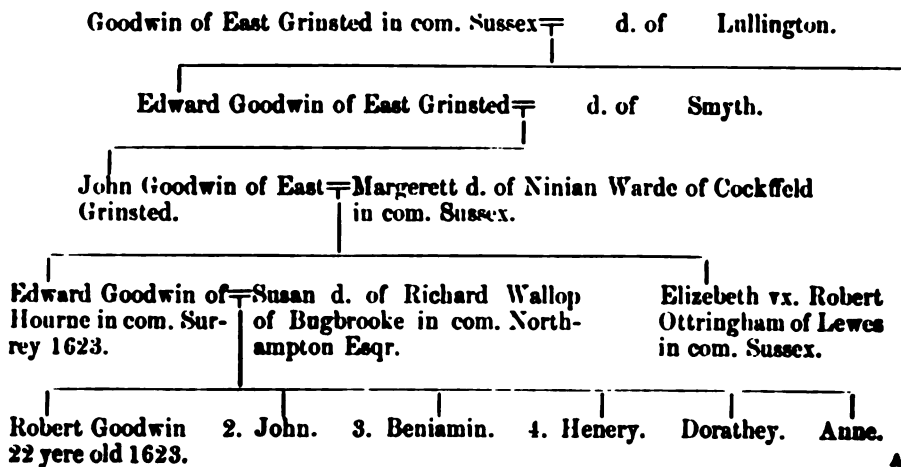 Goodwin of East Grinsted in com. Sussex = d. of Lullington.
Edward Goodwin of East Grinsted = d. of Smyth.
John Goodwin of East = Margerett d. of Ninian Warde of Cockffeld
Grinsted. in com. Sussex.
Edward Goodwin of = Susan d. of Richard Wallop Elizebeth vx. Robert
Hourne in com. Sur- of Bugbrooke in com. North- Ottringham of Lewes
rey 1623. ampton Esqr. in com. Sussex.
Robert Goodwin 2. John. 3. Beniamin. 4. Henery. Dorathey. Anne.
22 yere old 1623.